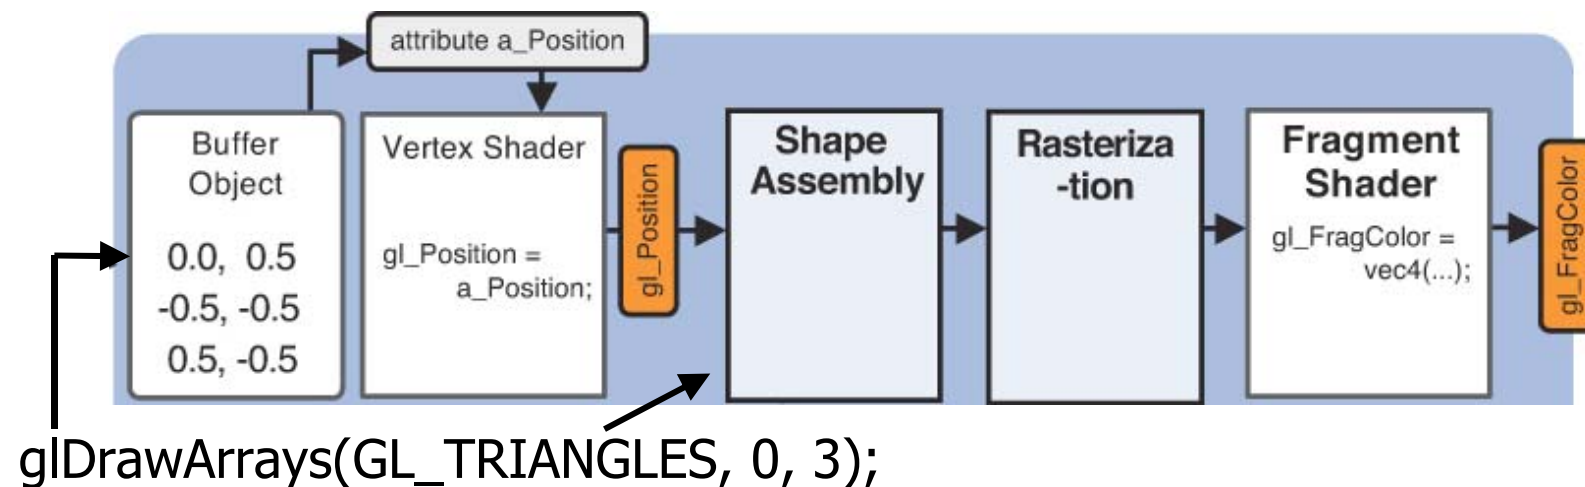 attribute a_Position
Buffer
Object
0.0, 0.5
-0.5, -0.5
0.5, -0.5
Vertex Shader
gl_Position =
a_Position;
gl_Position
Shape
Assembly
Rasteriza
-tion
Fragment
Shader
gl_FragColor =
vec4(...);
gl_FragColor
glDrawArrays(GL_TRIANGLES, 0, 3);